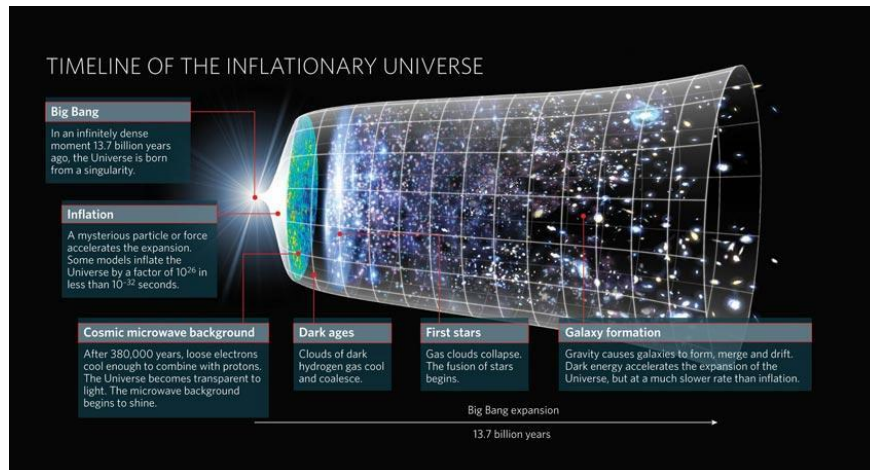 TIMELINE OF THE INFLATIONARY UNIVERSE
Big Bang
In an infinitely dense
moment 13.7 billion years
ago, the Universe is born
from a singularity.
Inflation
A mysterious particle or force
accelerates the expansion.
Some models inflate the
Universe by a factor of 10²⁶ in
less than 10⁻³² seconds.
Cosmic microwave background
After 380,000 years, loose electrons
cool enough to combine with protons.
The Universe becomes transparent to
light. The microwave background
begins to shine.
Dark ages
Clouds of dark
hydrogen gas cool
and coalesce.
First stars
Gas clouds collapse.
The fusion of stars
begins.
Galaxy formation
Gravity causes galaxies to form, merge and drift.
Dark energy accelerates the expansion of the
Universe, but at a much slower rate than inflation.
Big Bang expansion
13.7 billion years